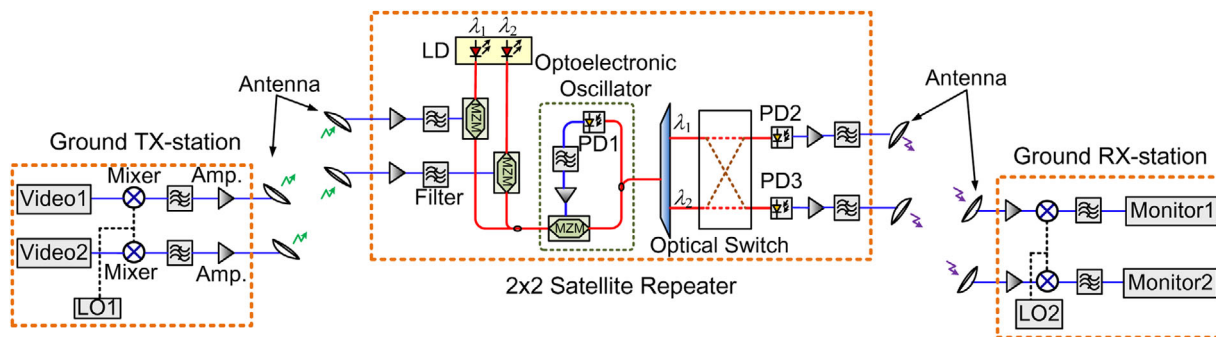 λ1 λ2
LD
Optoelectronic
Oscillator
Antenna
MZM
PD1
λ1
PD2
Antenna
Ground TX-station
Mixer
Amp.
Video1
Filter
MZM
λ2
PD3
Ground RX-station
Monitor1
MZM
Optical Switch
Video2
Mixer
Amp.
2x2 Satellite Repeater
Monitor2
LO1
LO2